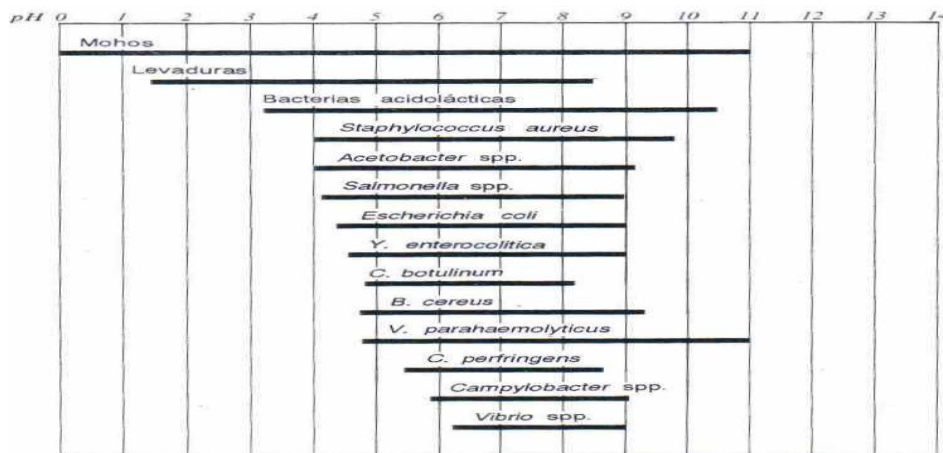 pH 0 1 2 3 4 5 6 7 8 9 10 11 12 13 14
Mohos
Levaduras
Bacterias acidolácticas
Staphylococcus aureus
Acetobacter spp.
Salmonella spp.
Escherichia coli
Y. enterocolitica
C. botulinum
B. cereus
V. parahaemolyticus
C. perfringens
Campylobacter spp.
Vibrio spp.